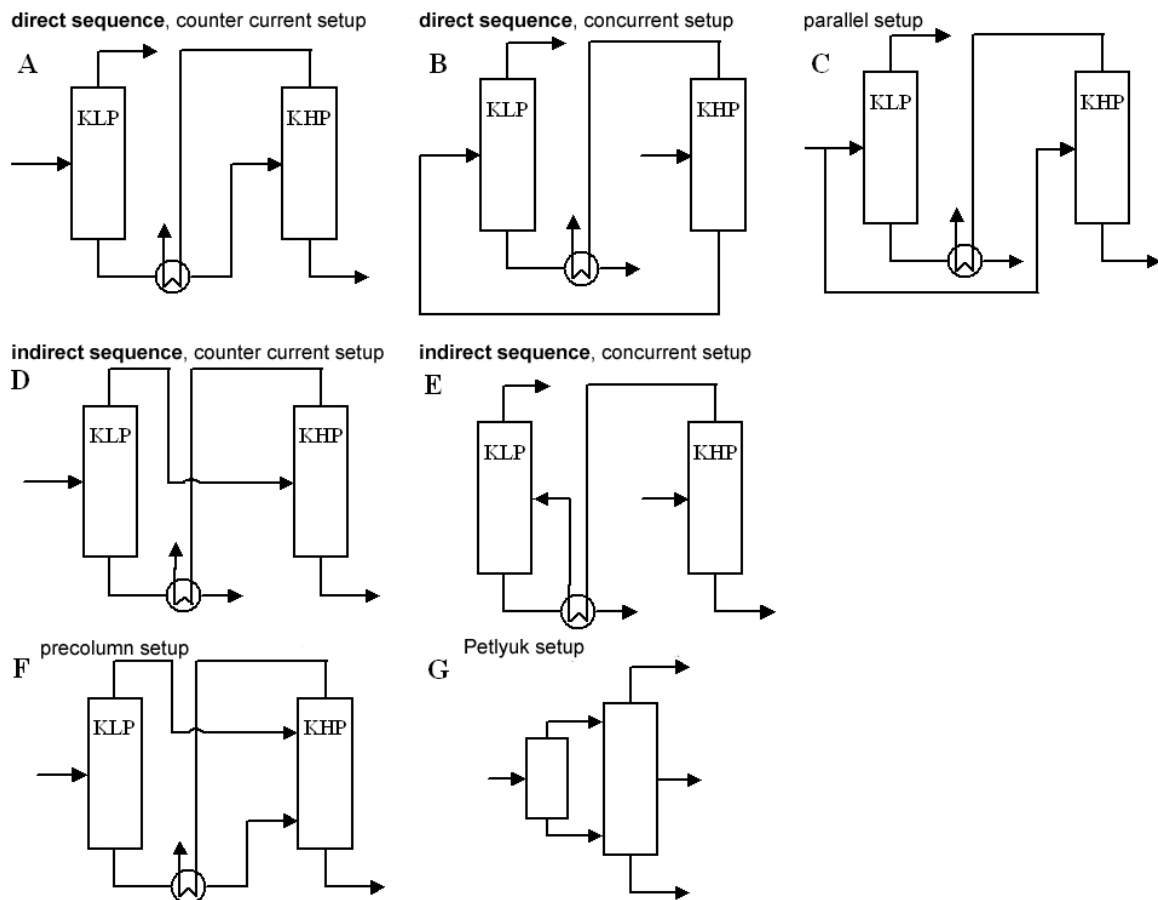 direct sequence, counter current setup
direct sequence, concurrent setup
parallel setup
A
B
C
KLP
KHP
KLP
KHP
KLP
KHP
indirect sequence, counter current setup
indirect sequence, concurrent setup
D
E
KLP
KHP
KLP
KHP
precolumn setup
Petlyuk setup
F
G
KLP
KHP